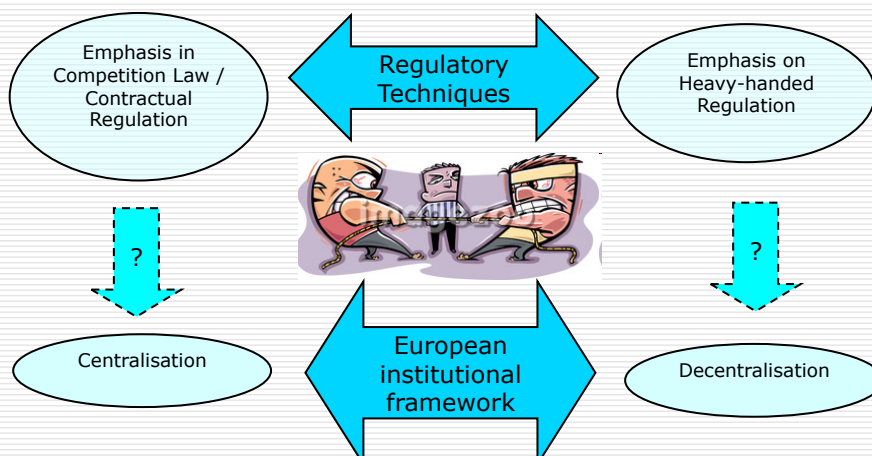 Emphasis in
Competition Law /
Contractual
Regulation
Regulatory
Techniques
Emphasis on
Heavy-handed
Regulation
?
?
Centralisation
European
institutional
framework
Decentralisation